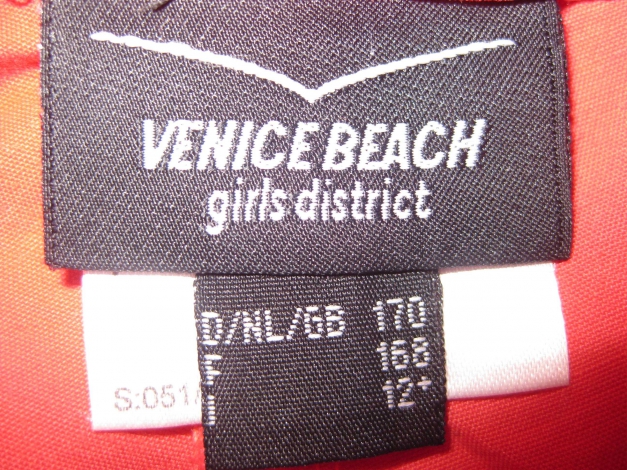 VENICE BEACH
girls district
D/NL/GB 170
F 168
I 12+
S:051/